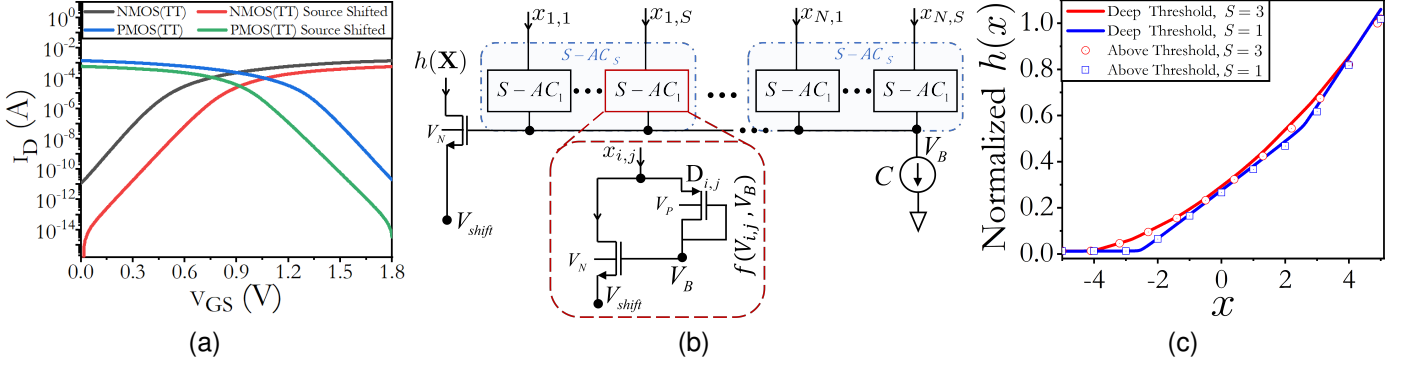 NMOS(TT) NMOS(TT) Source Shifted
PMOS(TT) PMOS(TT) Source Shifted
10^0
10^-2
10^-4
10^-6
10^-8
10^-10
10^-12
10^-14
I_D (A)
0.0 0.3 0.6 0.9 1.2 1.5 1.8
V_GS (V)
(a)
x_{1,1} x_{1,S} x_{N,1} x_{N,S}
h(X)
S-AC_S S-AC_S
S-AC_1 S-AC_1 S-AC_1 S-AC_1
V_N
V_B
C
V_{shift}
x_{i,j}
D_{i,j}
V_P
f(V_{i,j}, V_B)
V_N
V_B
V_{shift}
(b)
Deep Threshold, S = 3
Deep Threshold, S = 1
Above Threshold, S = 3
Above Threshold, S = 1
Normalized h(x)
1.0
0.8
0.6
0.4
0.2
0.0
-4 -2 0 2 4
x
(c)